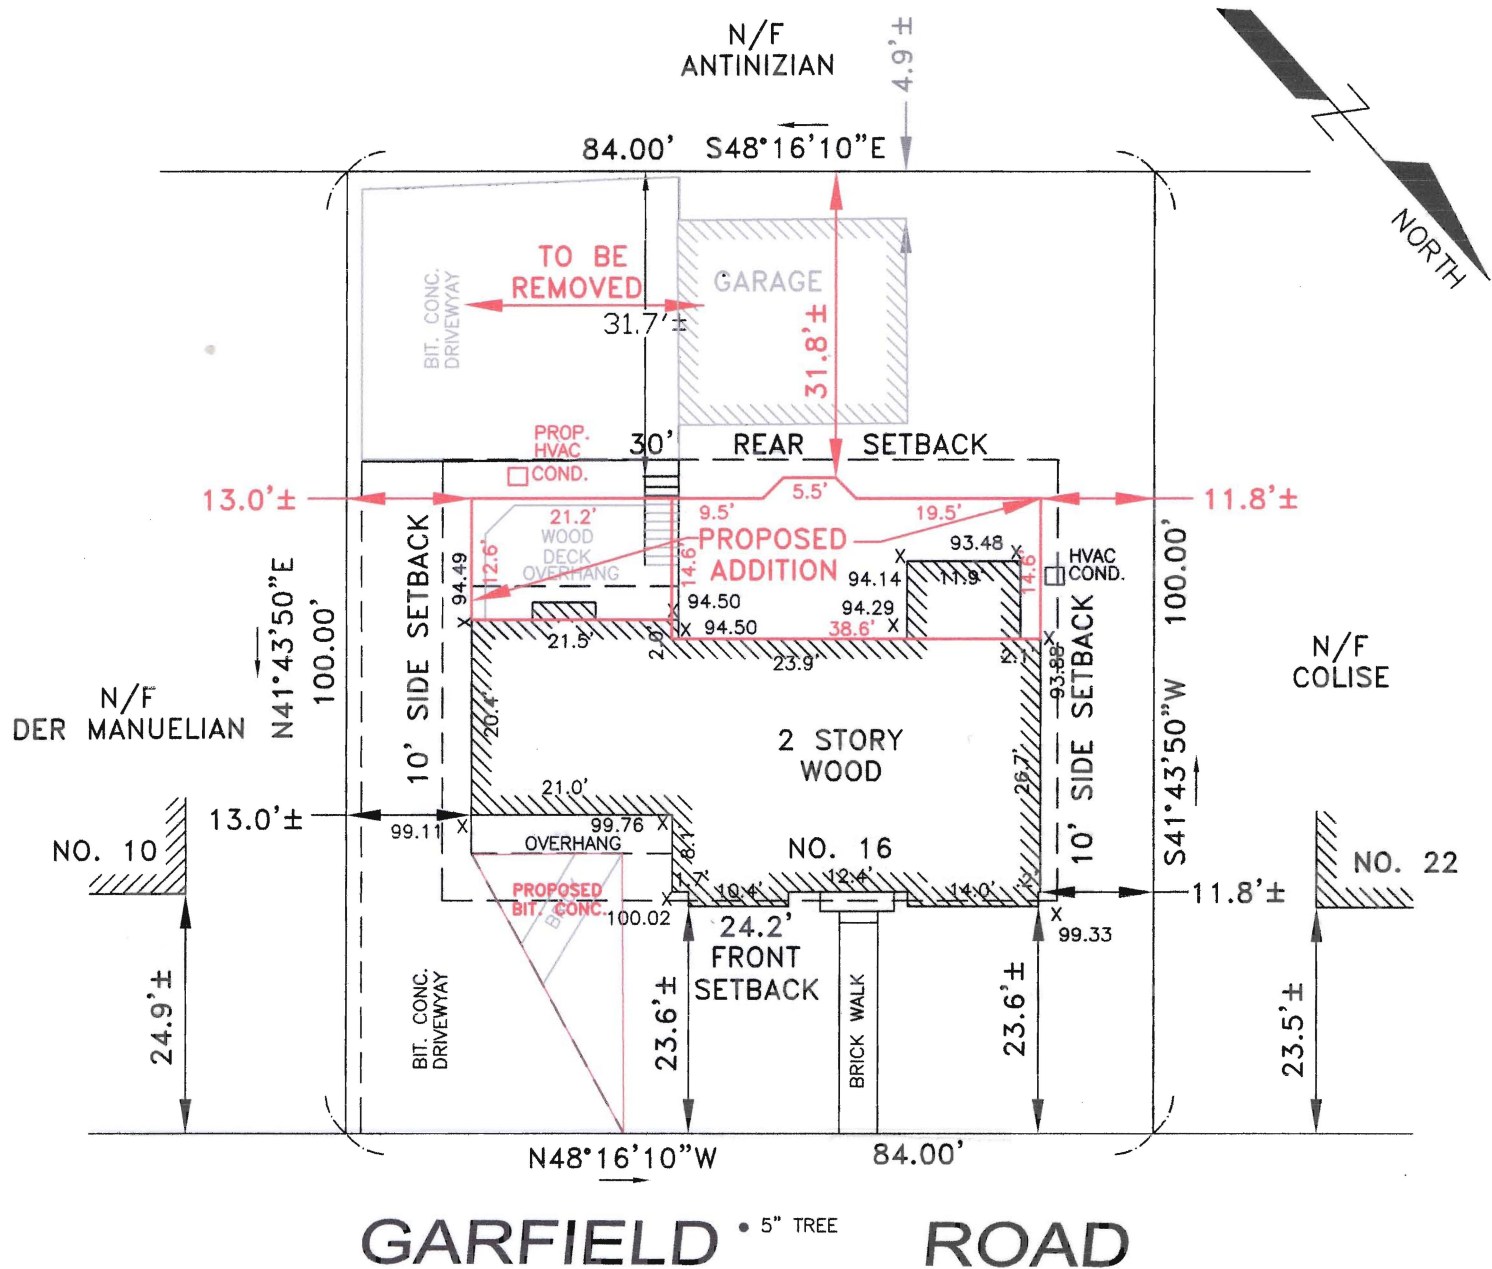 N/F
ANTINIZIAN
4.9'±
84.00' S48°16'10"E
NORTH
TO BE
REMOVED
GARAGE
BIT. CONC.
DRIVEWYAY
31.7'±
31.8'±
PROP.
HVAC
COND.
30' REAR SETBACK
13.0'±
11.8'±
5.5'
21.2'
9.5'
19.5'
WOOD
DECK
OVERHANG
PROPOSED
ADDITION
12.6'
14.6'
14.6'
94.49
93.48
94.14
11.9'
HVAC
COND.
94.50
94.29
94.50
38.6'
21.5'
2.0'
23.9'
2.1'
93.88
N41°43'50"E
100.00'
10' SIDE SETBACK
10' SIDE SETBACK
100.00'
S41°43'50"W
N/F
DER MANUELIAN
N/F
COLISE
20.4'
2 STORY
WOOD
26.7'
21.0'
13.0'±
99.11
99.76
OVERHANG
8.1'
NO. 16
NO. 10
NO. 22
PROPOSED
BIT. CONC.
1.7'
10.4'
12.4'
14.0'
11.8'±
100.02
99.33
24.2'
FRONT
SETBACK
24.9'±
BIT. CONC.
DRIVEWYAY
23.6'±
BRICK WALK
23.6'±
23.5'±
N48°16'10"W
84.00'
GARFIELD ROAD
5" TREE